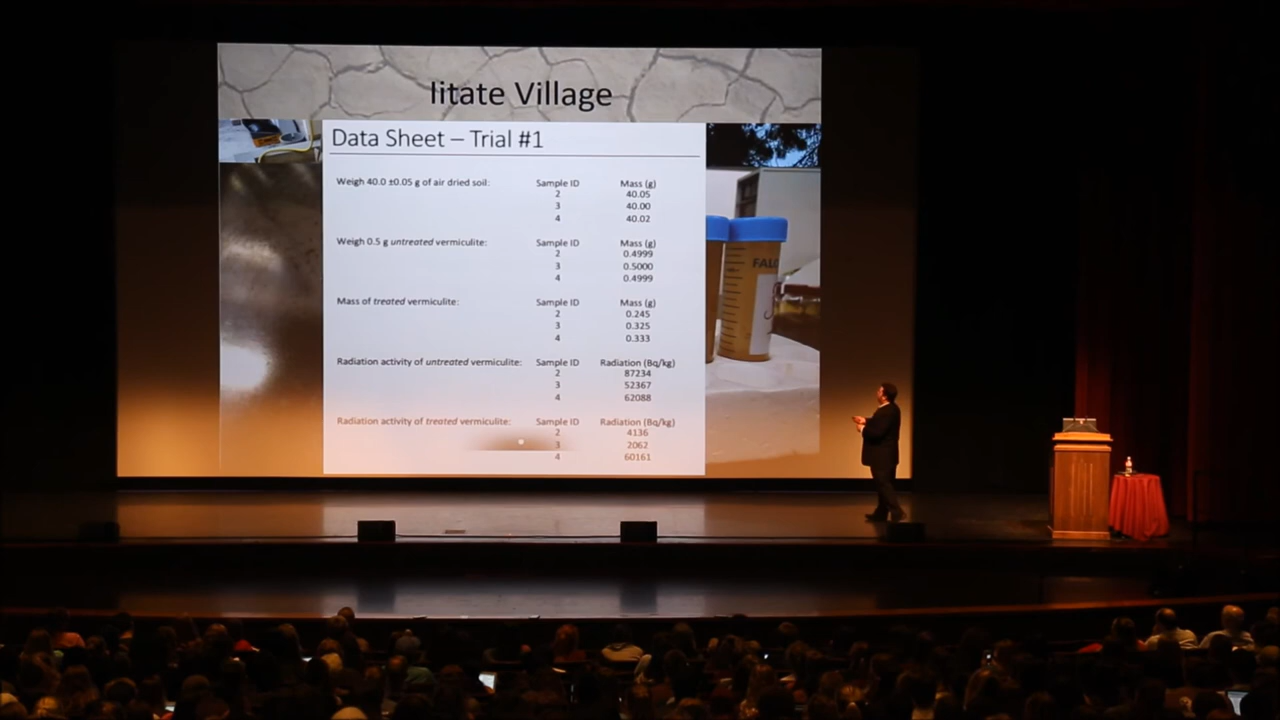 Iitate Village
Data Sheet – Trial #1
Weigh 40.0 ±0.05 g of air dried soil: Sample ID Mass (g)
2 40.05
3 40.00
4 40.02
Weigh 0.5 g untreated vermiculite: Sample ID Mass (g)
2 0.4999
3 0.5000
4 0.4999
Mass of treated vermiculite: Sample ID Mass (g)
2 0.245
3 0.325
4 0.333
Radiation activity of untreated vermiculite: Sample ID Radiation (Bq/kg)
2 87234
3 52367
4 62088
Radiation activity of treated vermiculite: Sample ID Radiation (Bq/kg)
2 4136
3 2062
4 60161
FALC